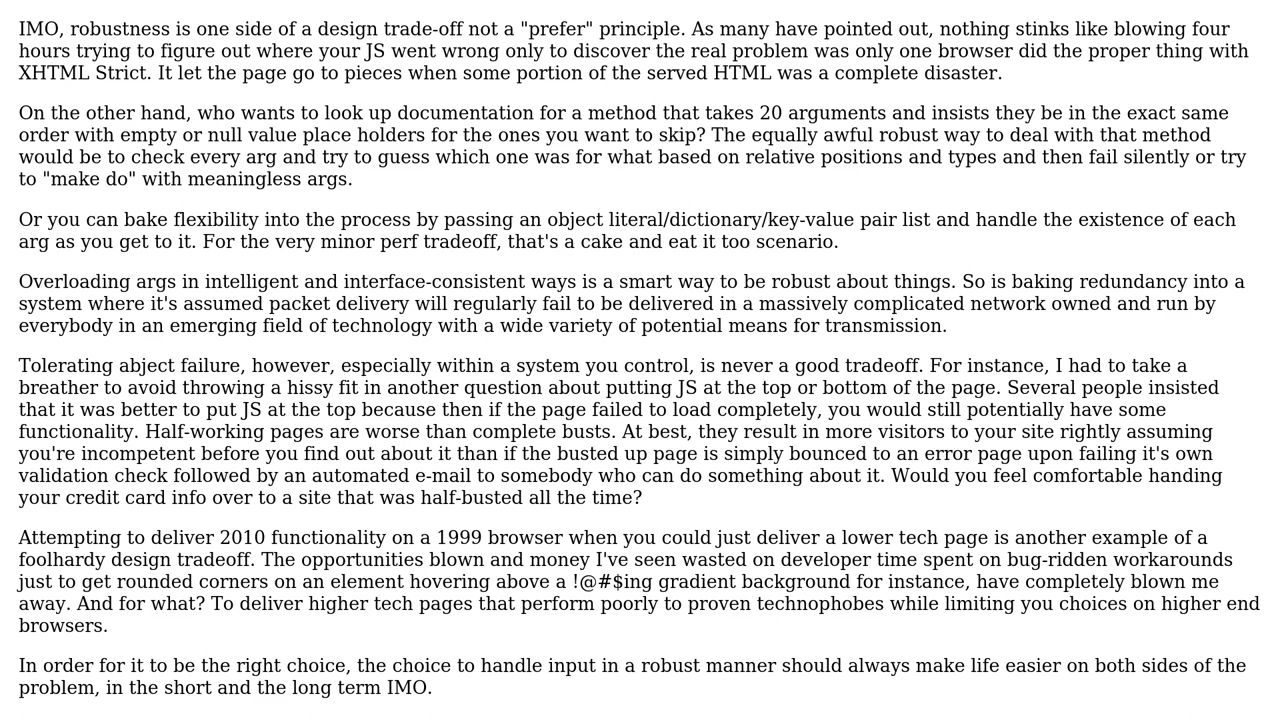 IMO, robustness is one side of a design trade-off not a "prefer" principle. As many have pointed out, nothing stinks like blowing four
hours trying to figure out where your JS went wrong only to discover the real problem was only one browser did the proper thing with
XHTML Strict. It let the page go to pieces when some portion of the served HTML was a complete disaster.
On the other hand, who wants to look up documentation for a method that takes 20 arguments and insists they be in the exact same
order with empty or null value place holders for the ones you want to skip? The equally awful robust way to deal with that method
would be to check every arg and try to guess which one was for what based on relative positions and types and then fail silently or try
to "make do" with meaningless args.
Or you can bake flexibility into the process by passing an object literal/dictionary/key-value pair list and handle the existence of each
arg as you get to it. For the very minor perf tradeoff, that's a cake and eat it too scenario.
Overloading args in intelligent and interface-consistent ways is a smart way to be robust about things. So is baking redundancy into a
system where it's assumed packet delivery will regularly fail to be delivered in a massively complicated network owned and run by
everybody in an emerging field of technology with a wide variety of potential means for transmission.
Tolerating abject failure, however, especially within a system you control, is never a good tradeoff. For instance, I had to take a
breather to avoid throwing a hissy fit in another question about putting JS at the top or bottom of the page. Several people insisted
that it was better to put JS at the top because then if the page failed to load completely, you would still potentially have some
functionality. Half-working pages are worse than complete busts. At best, they result in more visitors to your site rightly assuming
you're incompetent before you find out about it than if the busted up page is simply bounced to an error page upon failing it's own
validation check followed by an automated e-mail to somebody who can do something about it. Would you feel comfortable handing
your credit card info over to a site that was half-busted all the time?
Attempting to deliver 2010 functionality on a 1999 browser when you could just deliver a lower tech page is another example of a
foolhardy design tradeoff. The opportunities blown and money I've seen wasted on developer time spent on bug-ridden workarounds
just to get rounded corners on an element hovering above a !@#$ing gradient background for instance, have completely blown me
away. And for what? To deliver higher tech pages that perform poorly to proven technophobes while limiting you choices on higher end
browsers.
In order for it to be the right choice, the choice to handle input in a robust manner should always make life easier on both sides of the
problem, in the short and the long term IMO.